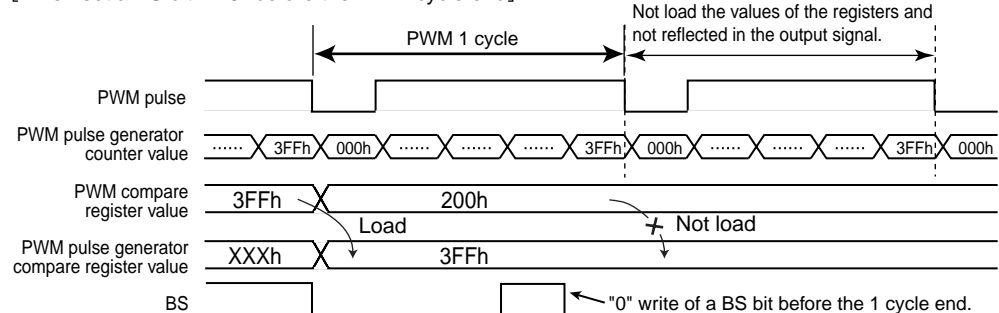 Not load the values of the registers and
not reflected in the output signal.
PWM 1 cycle
PWM pulse
PWM pulse generator
counter value
...... 3FFh 000h ...... ...... ...... 3FFh 000h ...... ...... ...... 3FFh 000h
PWM compare
register value
3FFh 200h
Load Not load
PWM pulse generator
compare register value
XXXh 3FFh
BS
"0" write of a BS bit before the 1 cycle end.